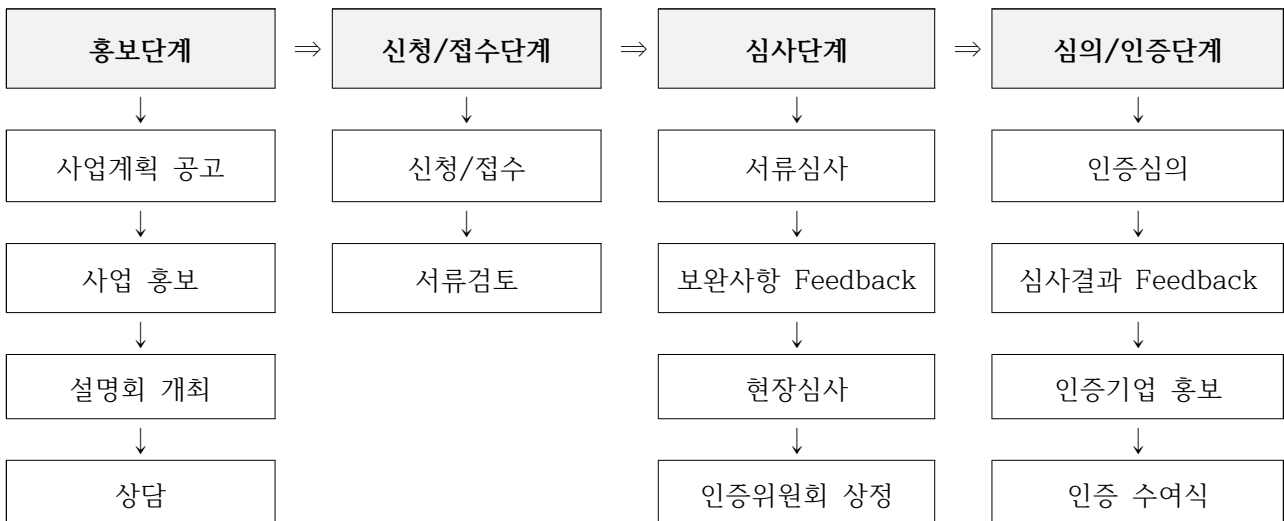 홍보단계 ⇒ 신청/접수단계 ⇒ 심사단계 ⇒ 심의/인증단계
↓ ↓ ↓ ↓
사업계획 공고 신청/접수 서류심사 인증심의
↓ ↓ ↓ ↓
사업 홍보 서류검토 보완사항 Feedback 심사결과 Feedback
↓ ↓ ↓
설명회 개최 현장심사 인증기업 홍보
↓ ↓ ↓
상담 인증위원회 상정 인증 수여식